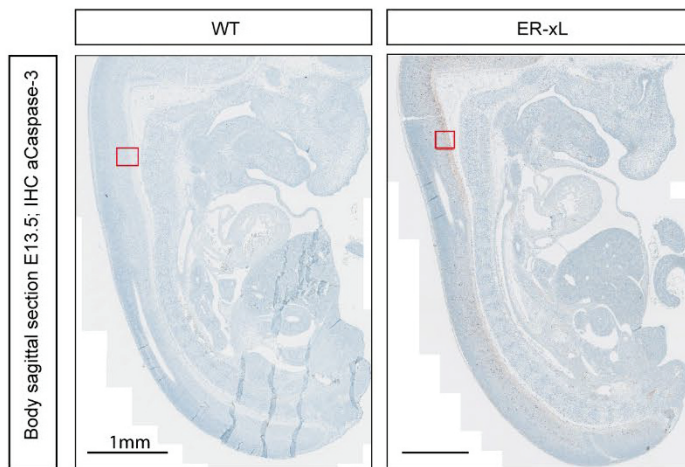 WT
ER-xL
Body sagittal section E13.5; IHC aCaspase-3
1mm